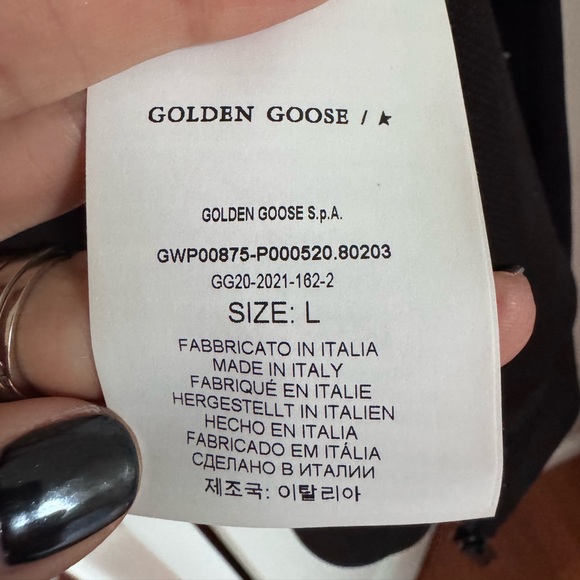 GOLDEN GOOSE / ★
GOLDEN GOOSE S.p.A.
GWP00875-P000520.80203
GG20-2021-162-2
SIZE: L
FABBRICATO IN ITALIA
MADE IN ITALY
FABRIQUÉ EN ITALIE
HERGESTELLT IN ITALIEN
HECHO EN ITALIA
FABRICADO EM ITÁLIA
СДЕЛАНО В ИТАЛИИ
제조국: 이탈리아